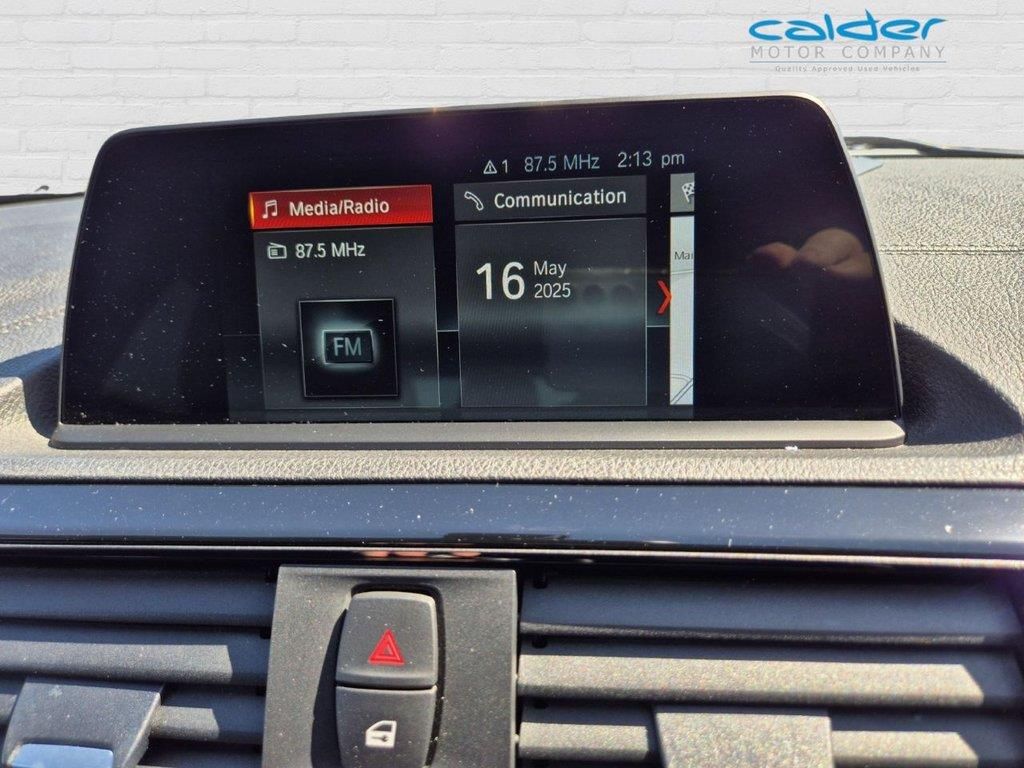 calder
MOTOR COMPANY
Quality Approved Used Vehicles
1 87.5 MHz 2:13 pm
Media/Radio
87.5 MHz
FM
Communication
16 May
2025
Mai